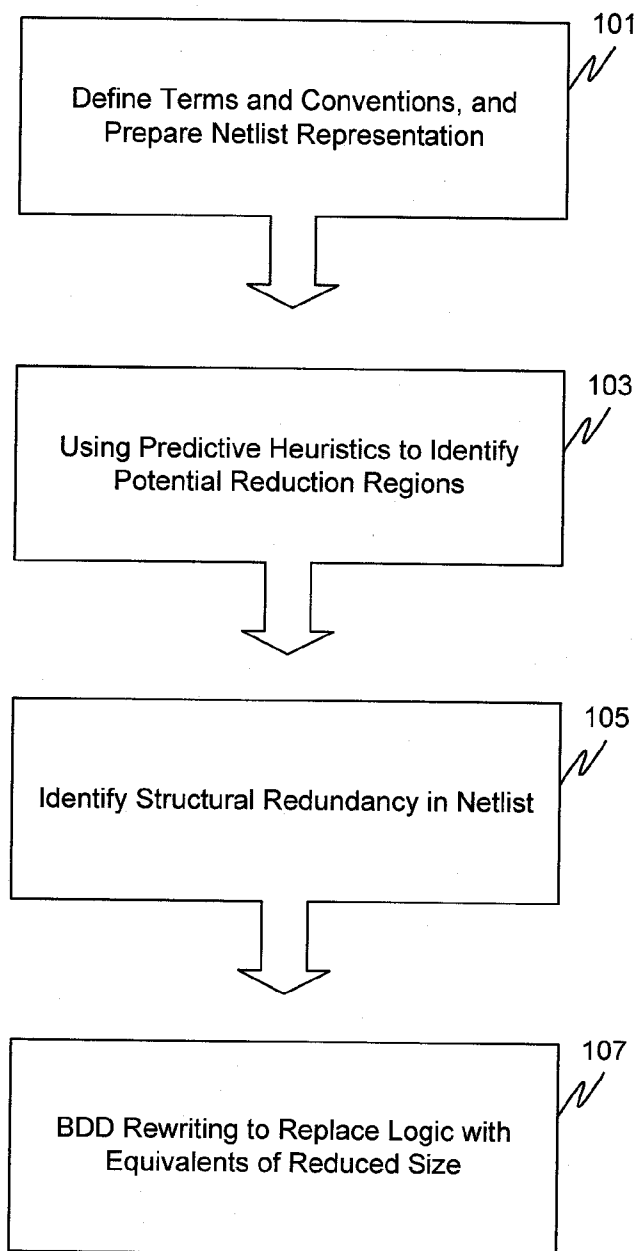 101
Define Terms and Conventions, and
Prepare Netlist Representation
103
Using Predictive Heuristics to Identify
Potential Reduction Regions
105
Identify Structural Redundancy in Netlist
107
BDD Rewriting to Replace Logic with
Equivalents of Reduced Size